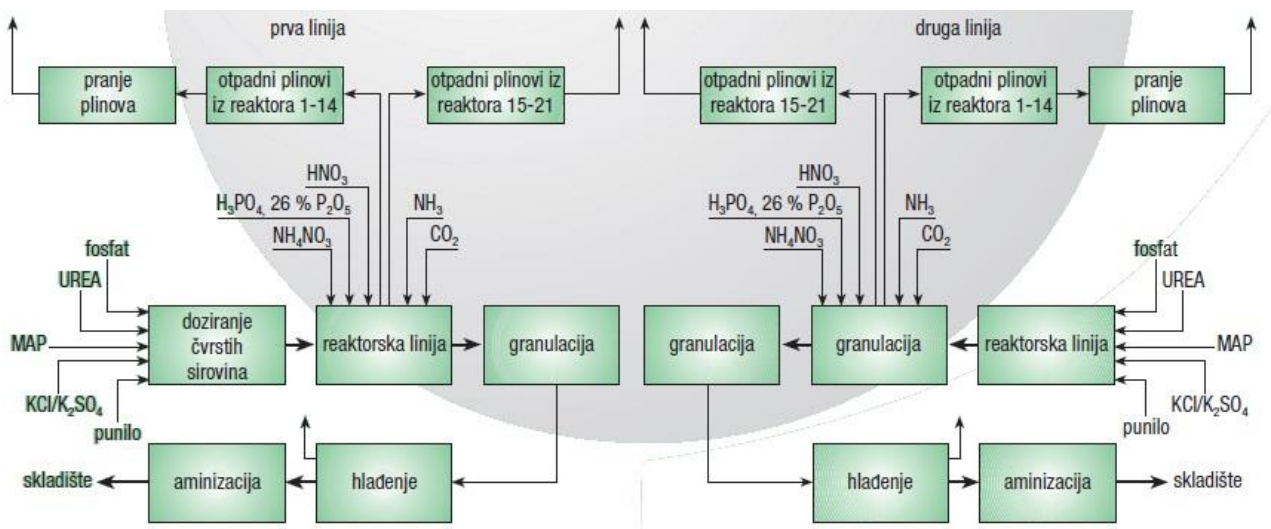 prva linija
druga linija
pranje
plinova
otpadni plinovi
iz reaktora 1-14
otpadni plinovi iz
reaktora 15-21
otpadni plinovi iz
reaktora 15-21
otpadni plinovi
iz reaktora 1-14
pranje
plinova
HNO₃
H₃PO₄, 26 % P₂O₅
NH₄NO₃
NH₃
CO₂
HNO₃
H₃PO₄, 26 % P₂O₅
NH₄NO₃
NH₃
CO₂
fosfat
UREA
MAP
KCl/K₂SO₄
punilo
doziranje
čvrstih
sirovina
reaktorska linija
granulacija
granulacija
granulacija
reaktorska linija
fosfat
UREA
MAP
KCl/K₂SO₄
punilo
skladište
aminizacija
hlađenje
hlađenje
aminizacija
skladište